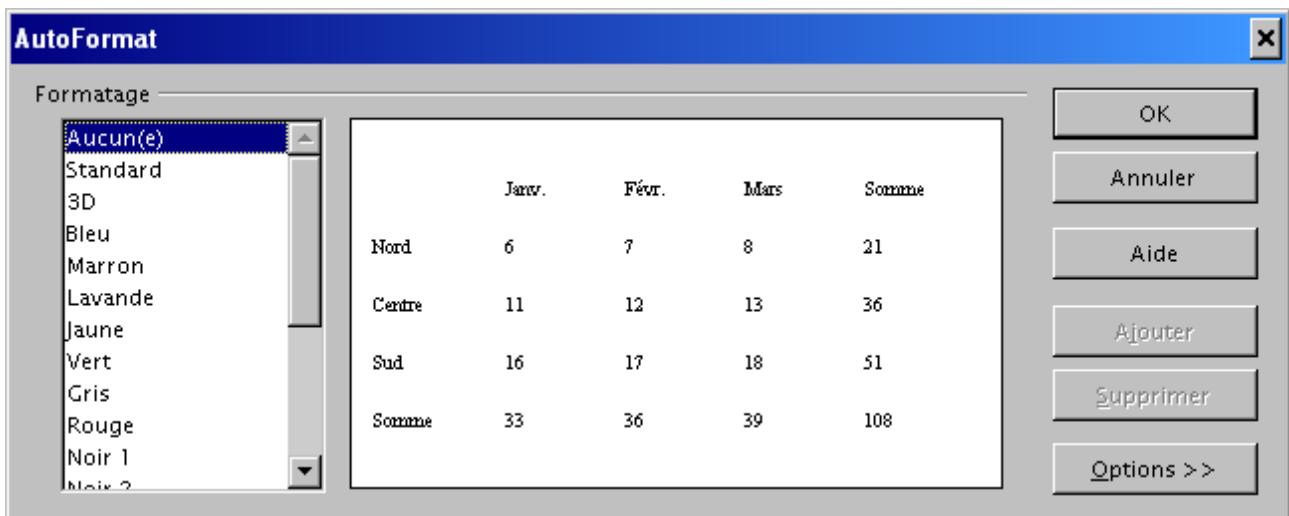 AutoFormat
Formatage
Aucun(e)
Standard
3D
Bleu
Marron
Lavande
Jaune
Vert
Gris
Rouge
Noir 1
Noir 2
Janv. Févr. Mars Somme
Nord 6 7 8 21
Centre 11 12 13 36
Sud 16 17 18 51
Somme 33 36 39 108
OK
Annuler
Aide
Ajouter
Supprimer
Options >>